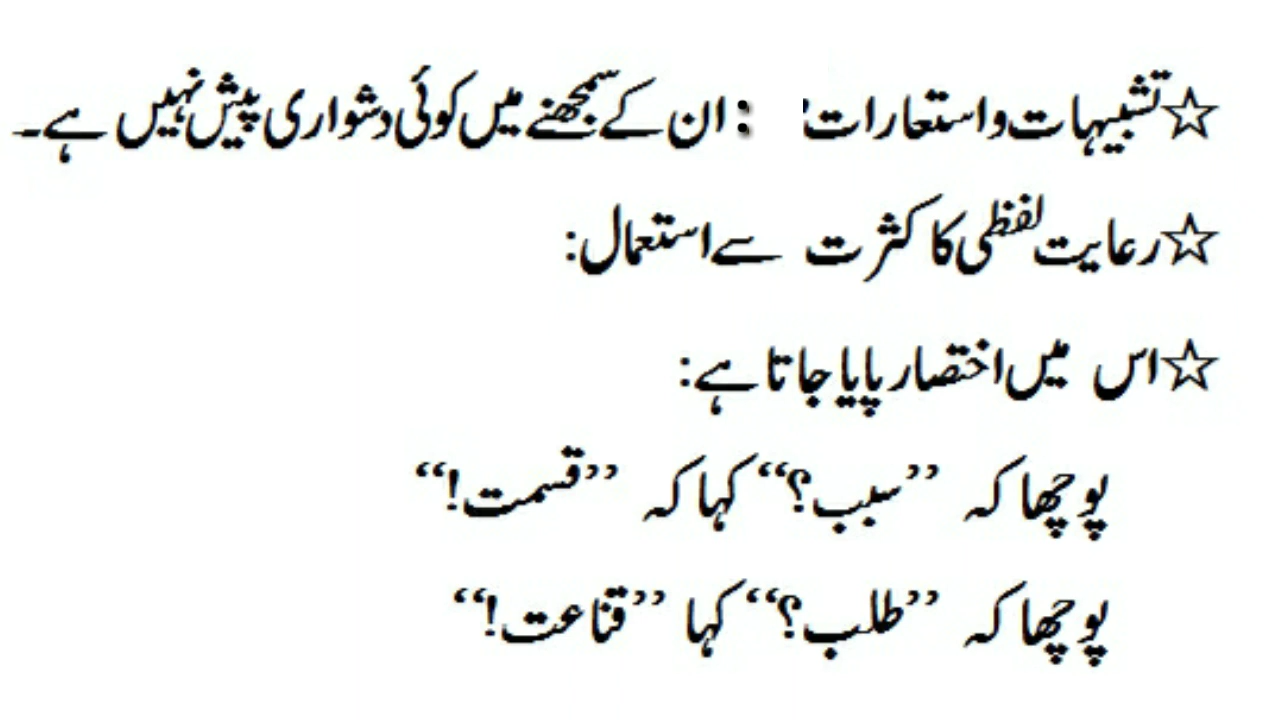 ☆تشبیہات واستعارات: : ان کے سمجھنے میں کوئی دشواری پیش نہیں ہے۔
☆رعایت لفظی کا کثرت سے استعمال:
☆اس میں اختصار پایا جاتا ہے:
پوچھا کہ ’’سبب؟‘‘ کہا کہ ’’قسمت!‘‘
پوچھا کہ ’’طلب؟‘‘ کہا ’’قناعت!‘‘